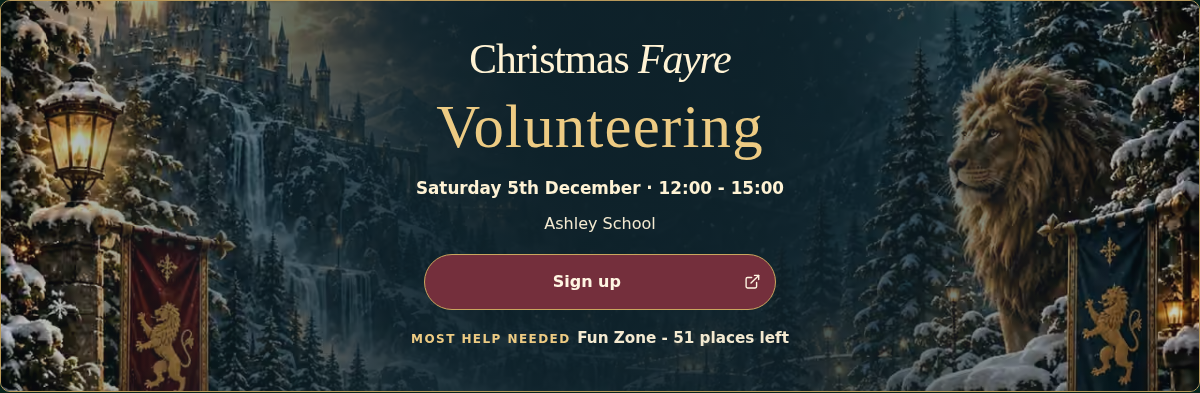 Christmas Fayre
Volunteering
Saturday 5th December · 12:00 - 15:00
Ashley School
Sign up
MOST HELP NEEDED Fun Zone - 51 places left